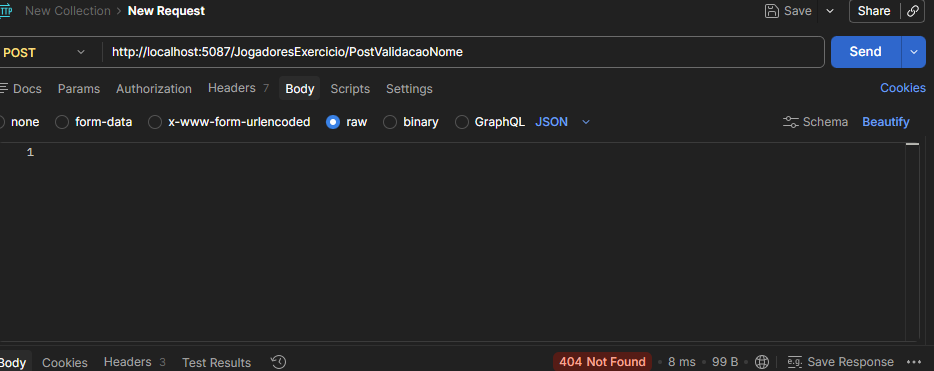 HTTP New Collection > New Request Save Share
POST http://localhost:5087/JogadoresExercicio/PostValidacaoNome Send
Docs Params Authorization Headers 7 Body Scripts Settings Cookies
none form-data x-www-form-urlencoded raw binary GraphQL JSON Schema Beautify
1
Body Cookies Headers 3 Test Results 404 Not Found • 8 ms • 99 B e.g. Save Response